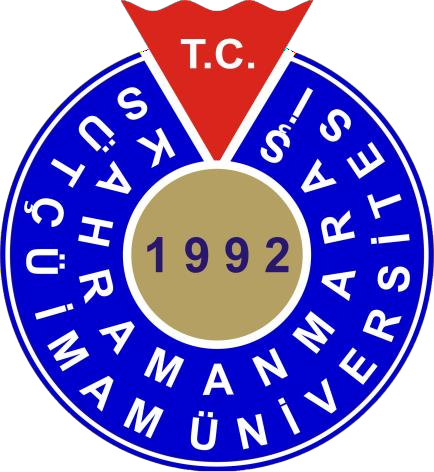 T.C.
KAHRAMANMARAŞ
SÜTÇÜ İMAM ÜNİVERSİTESİ
1992